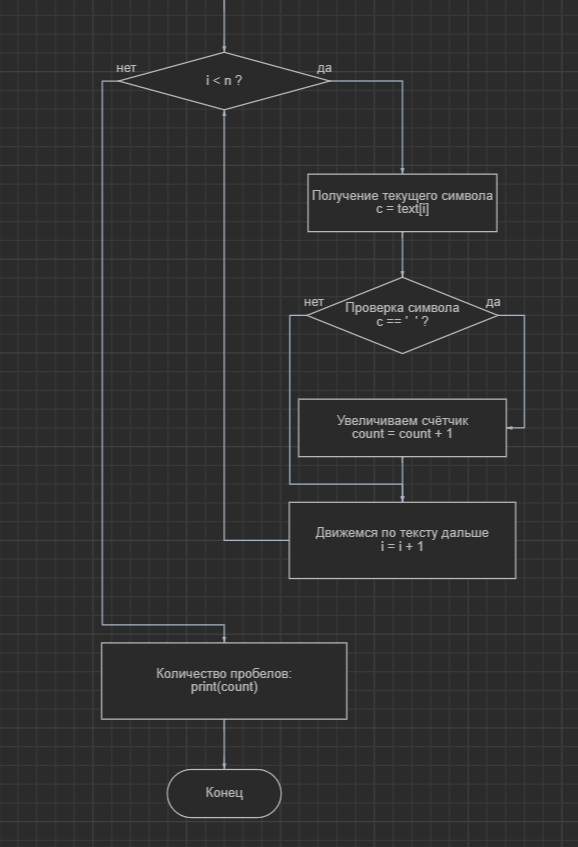 нет
да
i < n ?
Получение текущего символа
c = text[i]
нет
да
Проверка символа
c == ' ' ?
Увеличиваем счётчик
count = count + 1
Движемся по тексту дальше
i = i + 1
Количество пробелов:
print(count)
Конец